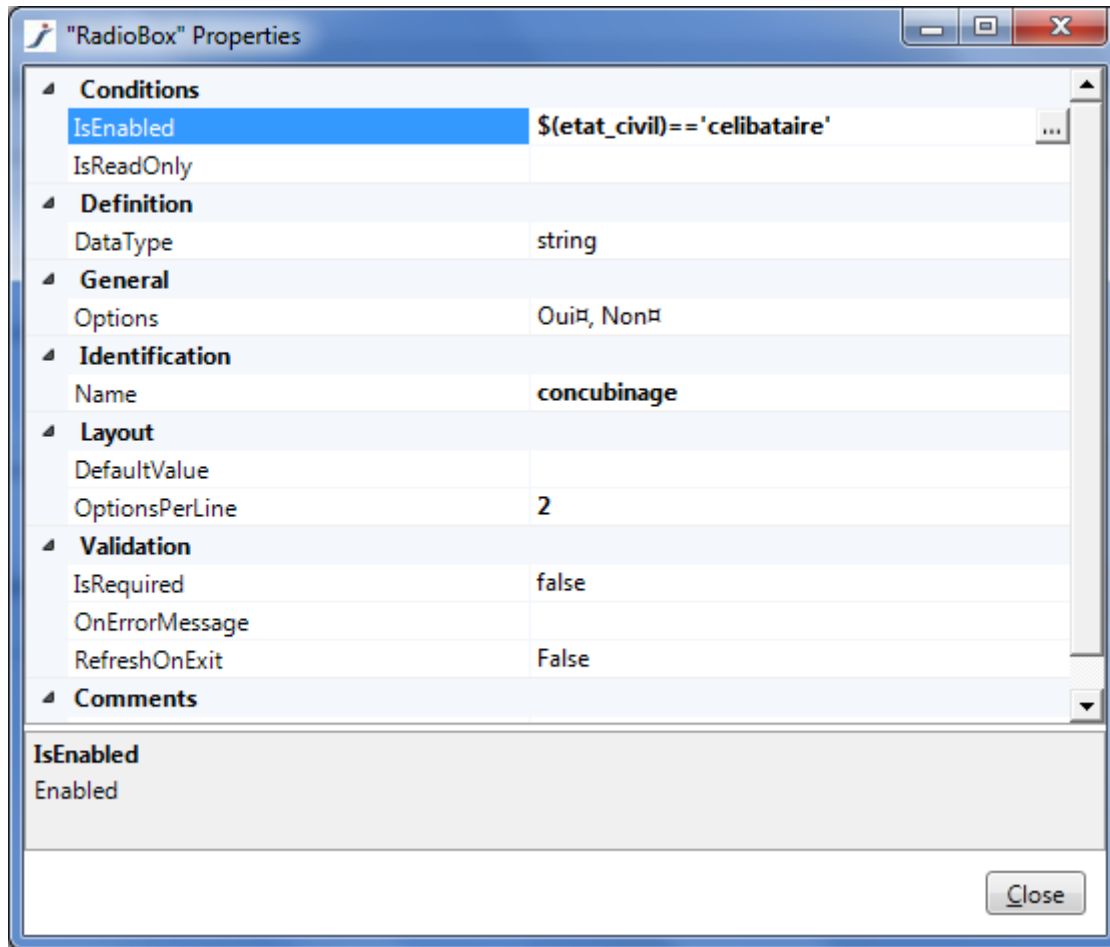 "RadioBox" Properties
Conditions
IsEnabled $(etat_civil)=='celibataire' ...
IsReadOnly
Definition
DataType string
General
Options Oui¤, Non¤
Identification
Name concubinage
Layout
DefaultValue
OptionsPerLine 2
Validation
IsRequired false
OnErrorMessage
RefreshOnExit False
Comments
IsEnabled
Enabled
Close